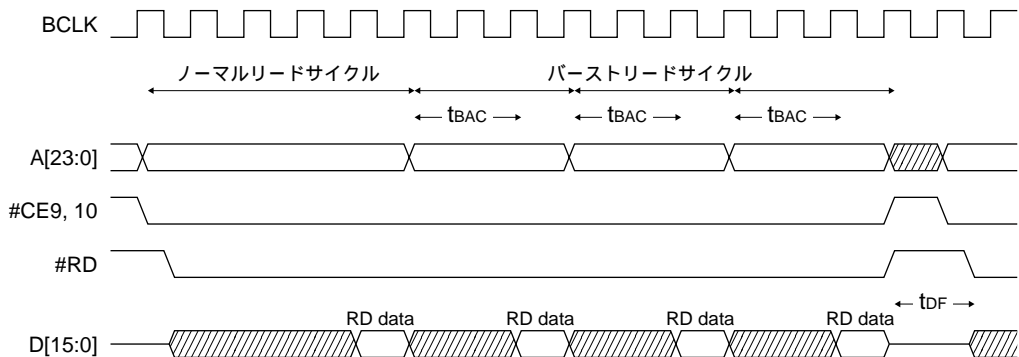 BCLK
ノーマルリードサイクル バーストリードサイクル
tBAC tBAC tBAC
A[23:0]
#CE9, 10
#RD
tDF
RD data RD data RD data RD data
D[15:0]